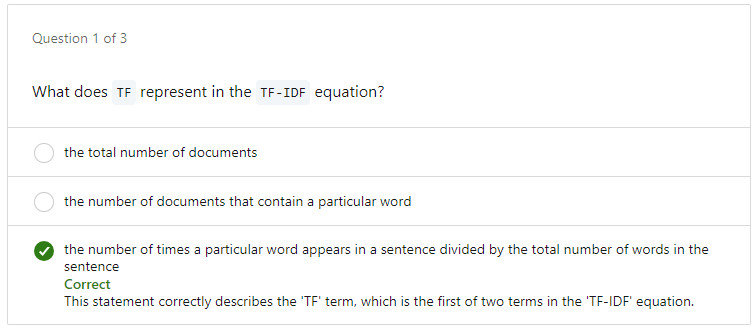 Question 1 of 3
What does TF represent in the TF-IDF equation?
the total number of documents
the number of documents that contain a particular word
the number of times a particular word appears in a sentence divided by the total number of words in the
sentence
Correct
This statement correctly describes the 'TF' term, which is the first of two terms in the 'TF-IDF' equation.